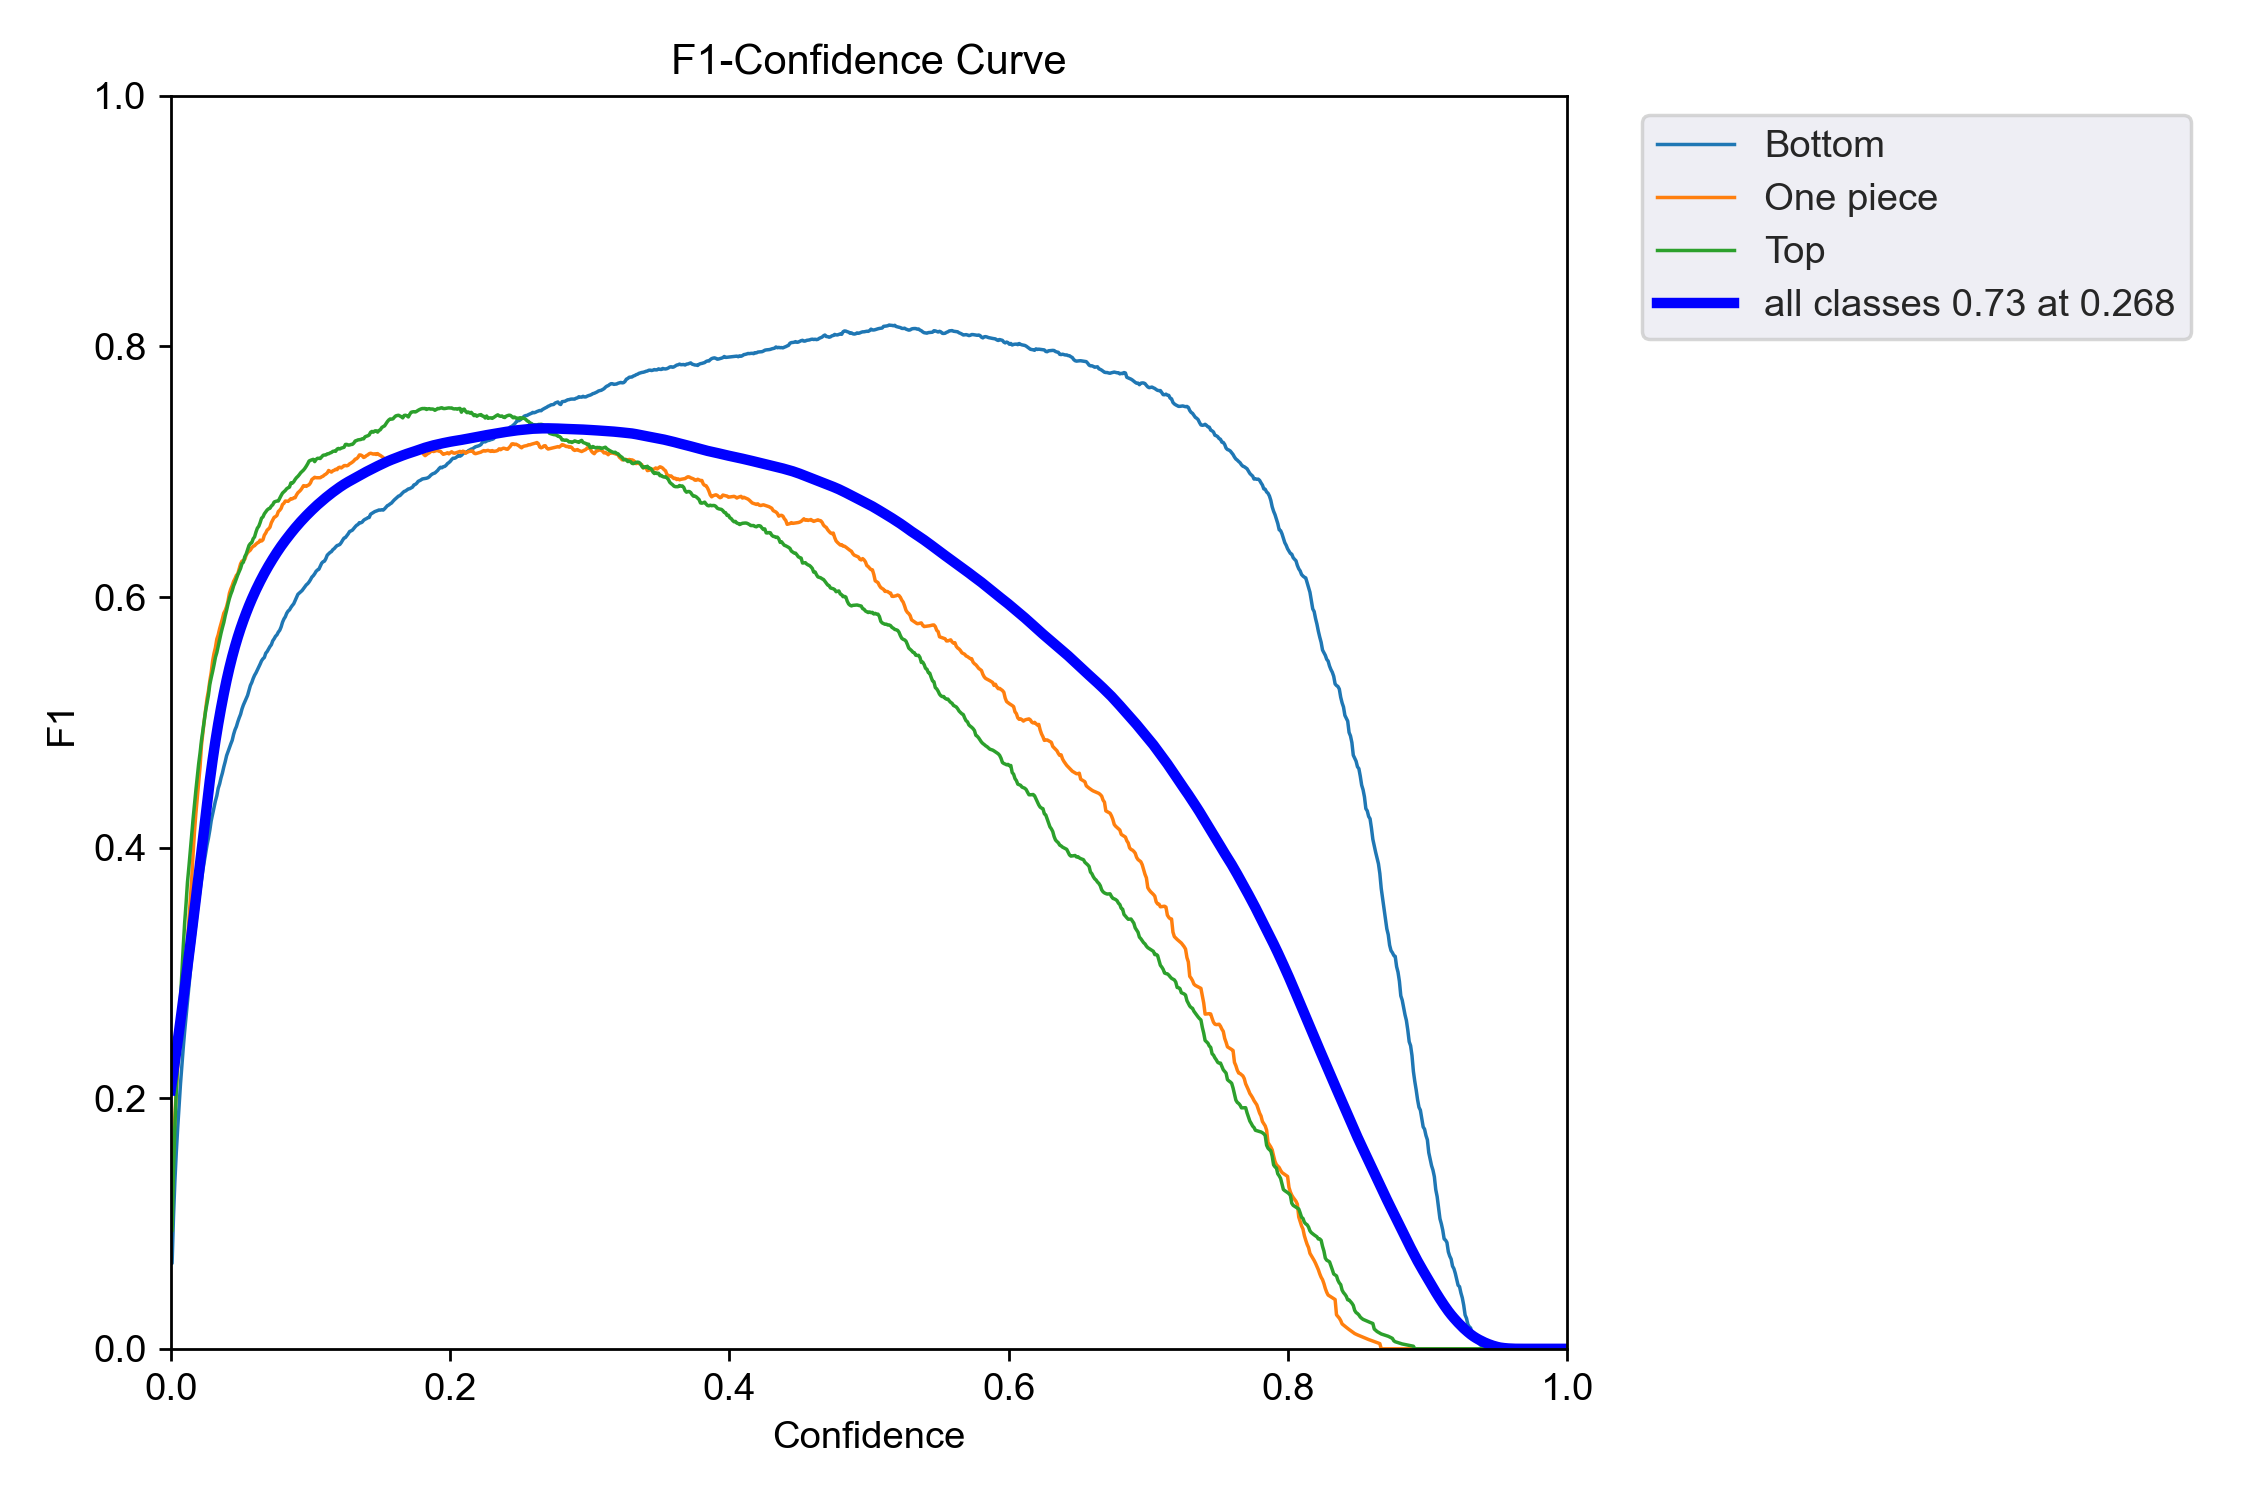 F1-Confidence Curve
1.0
0.8
0.6
0.4
0.2
0.0
F1
0.0 0.2 0.4 0.6 0.8 1.0
Confidence
Bottom
One piece
Top
all classes 0.73 at 0.268